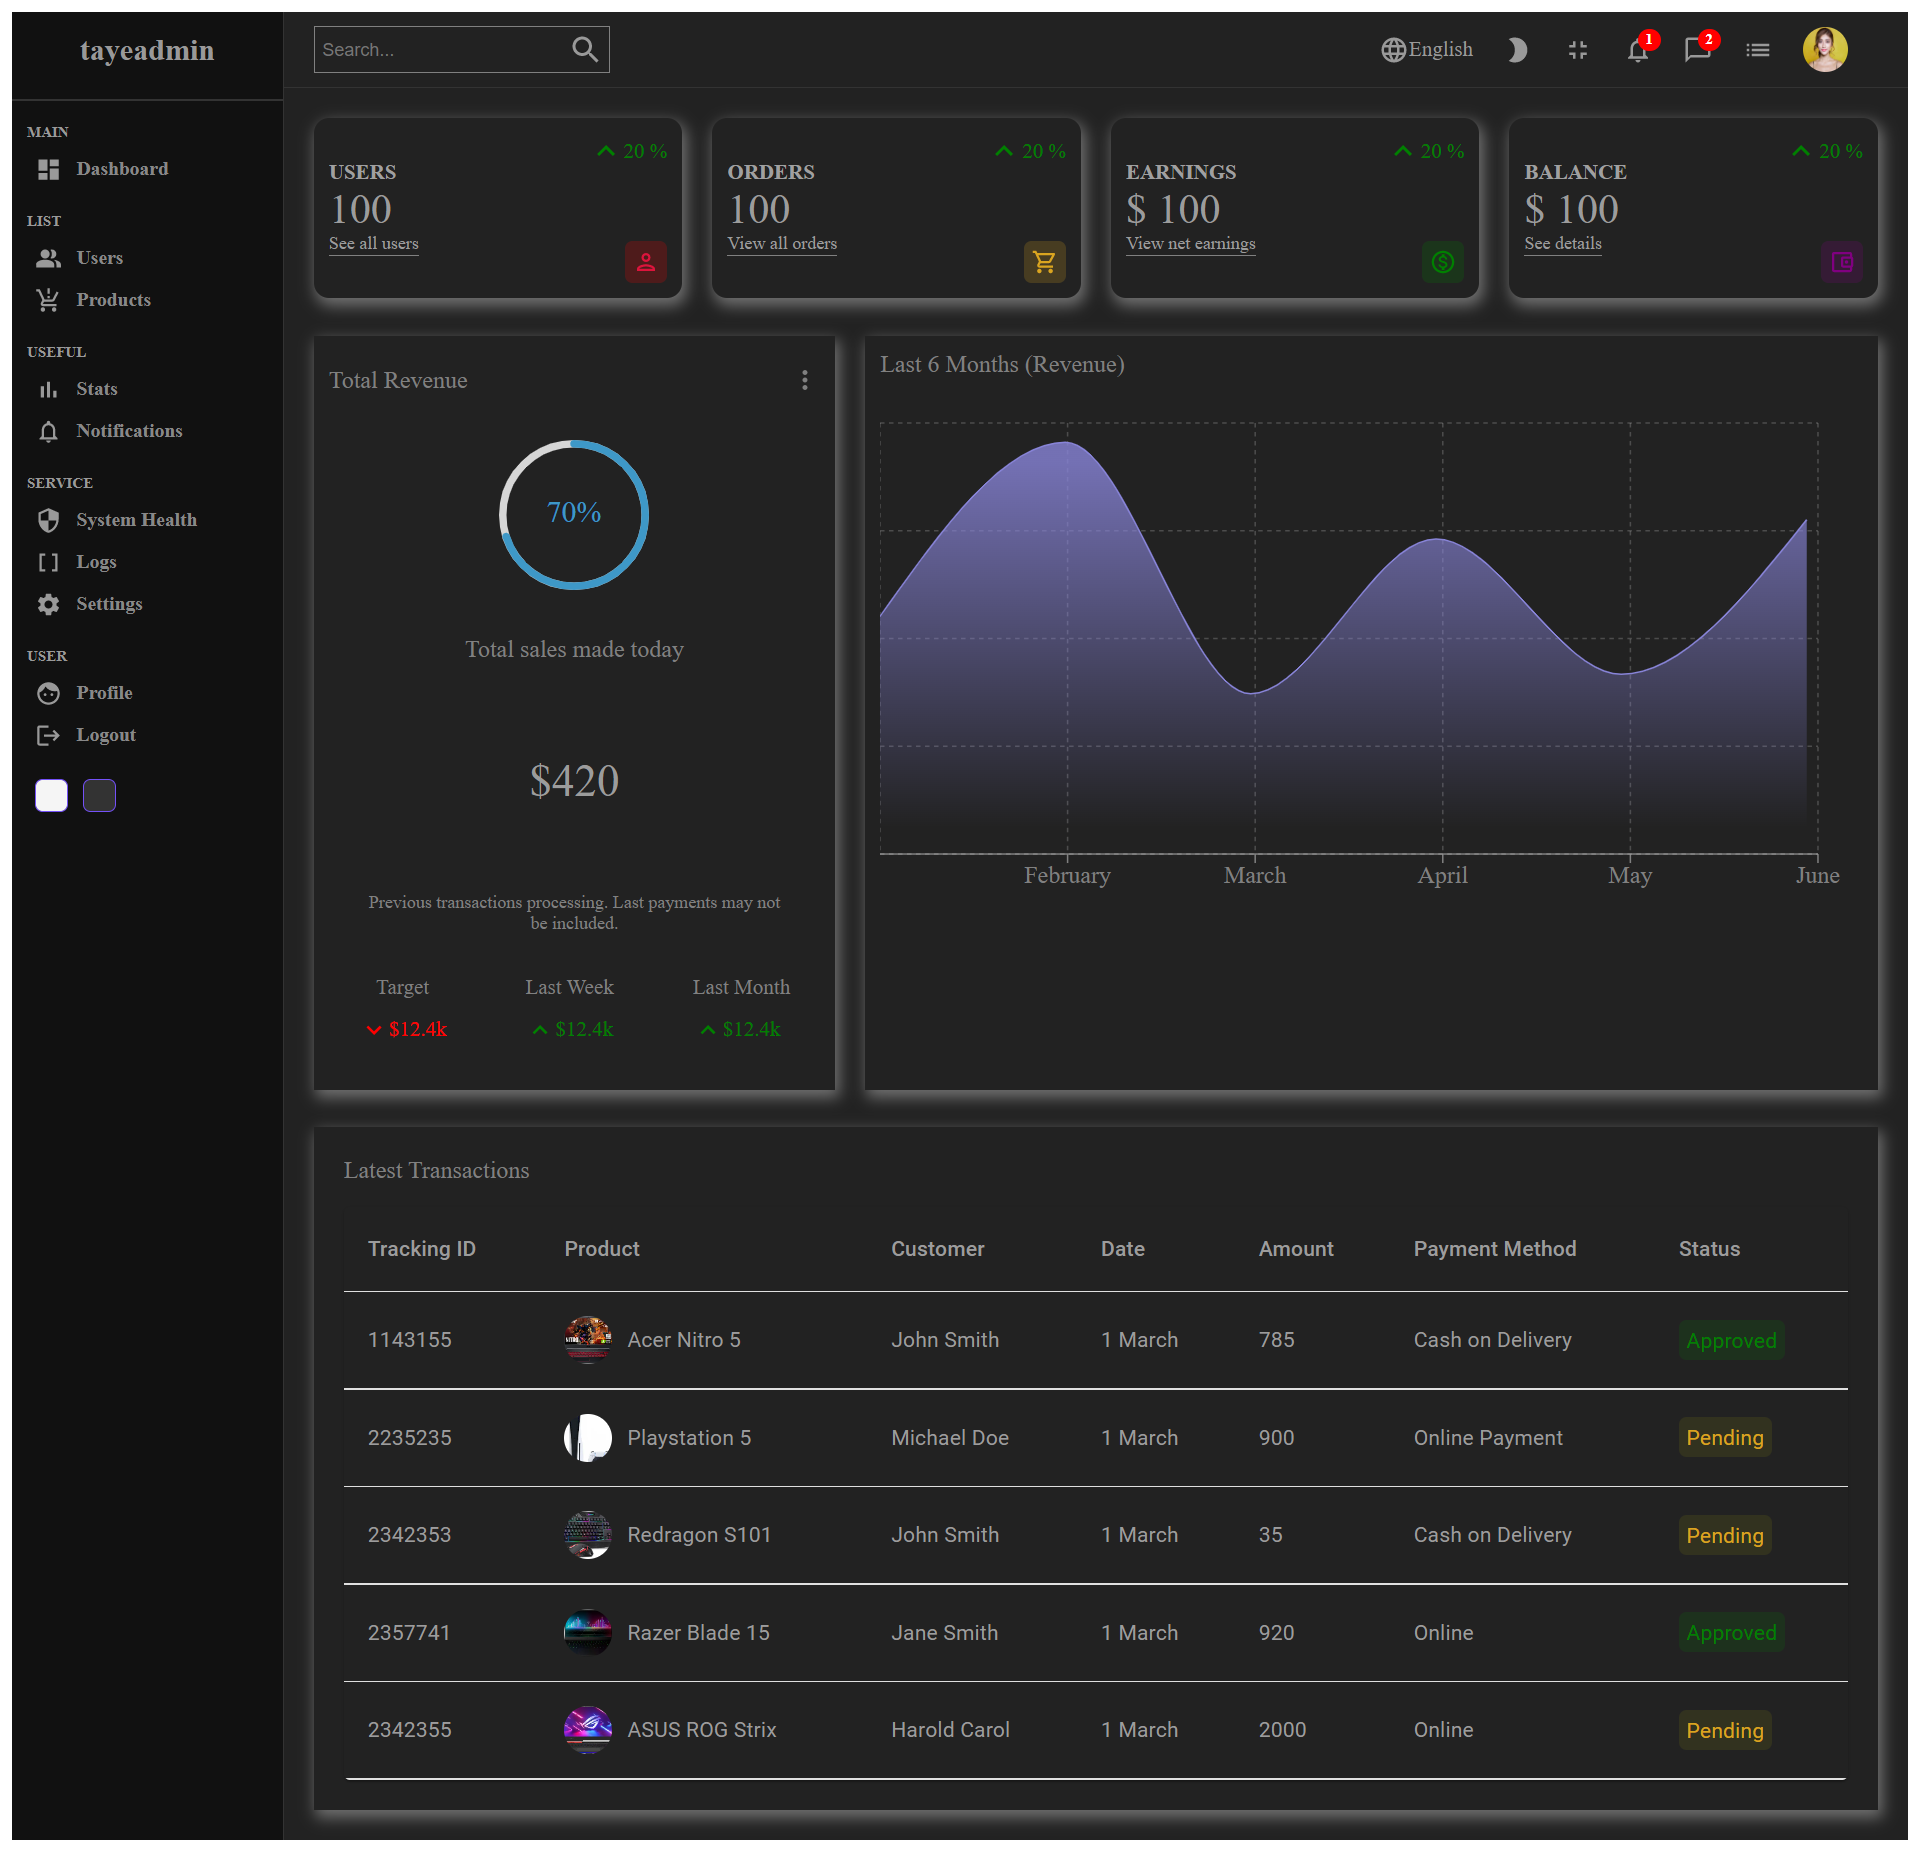 tayeadmin
Search...
English
1
2
MAIN
Dashboard
LIST
Users
Products
USEFUL
Stats
Notifications
SERVICE
System Health
Logs
Settings
USER
Profile
Logout
USERS
20 %
100
See all users
ORDERS
20 %
100
View all orders
EARNINGS
20 %
$ 100
View net earnings
BALANCE
20 %
$ 100
See details
Total Revenue
70%
Total sales made today
$420
Previous transactions processing. Last payments may not
be included.
Target Last Week Last Month
$12.4k $12.4k $12.4k
Last 6 Months (Revenue)
February March April May June
Latest Transactions
Tracking ID Product Customer Date Amount Payment Method Status
1143155 Acer Nitro 5 John Smith 1 March 785 Cash on Delivery Approved
2235235 Playstation 5 Michael Doe 1 March 900 Online Payment Pending
2342353 Redragon S101 John Smith 1 March 35 Cash on Delivery Pending
2357741 Razer Blade 15 Jane Smith 1 March 920 Online Approved
2342355 ASUS ROG Strix Harold Carol 1 March 2000 Online Pending